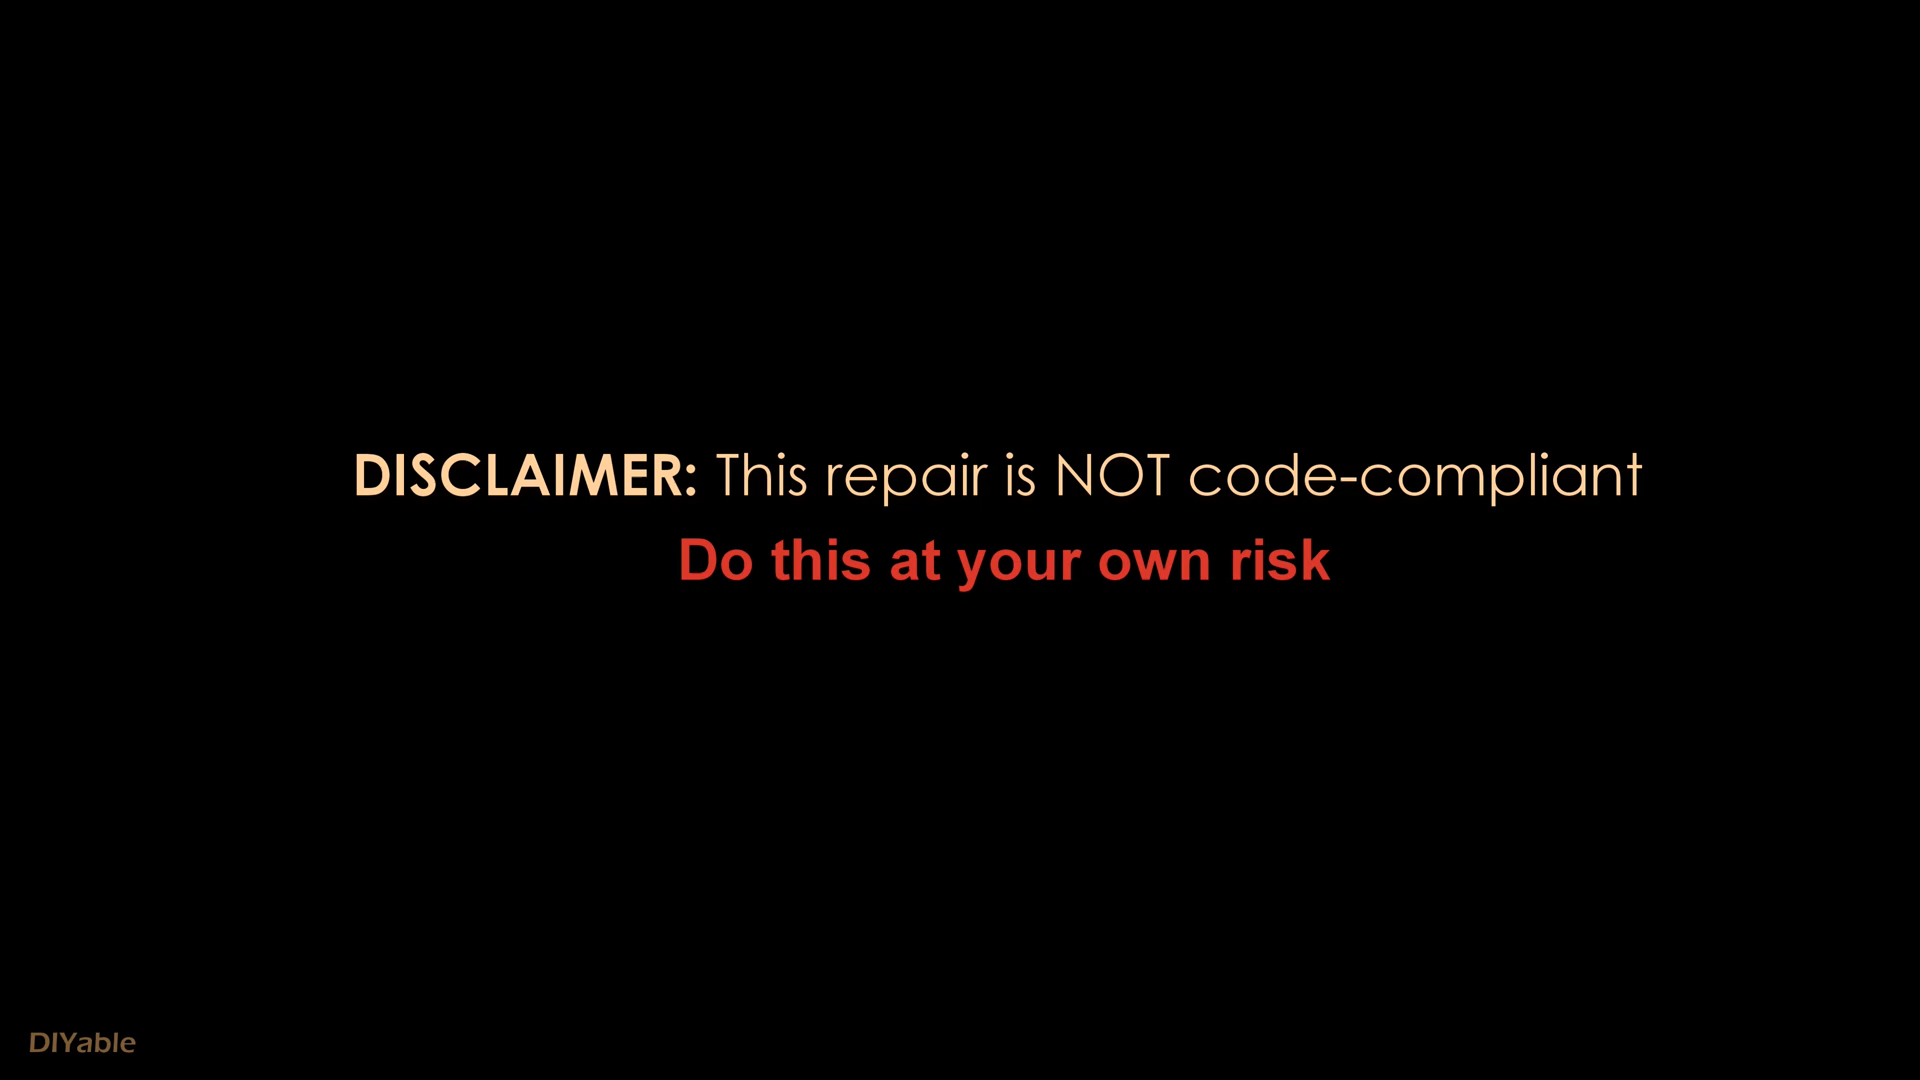 DISCLAIMER: This repair is NOT code-compliant
Do this at your own risk
DIYable